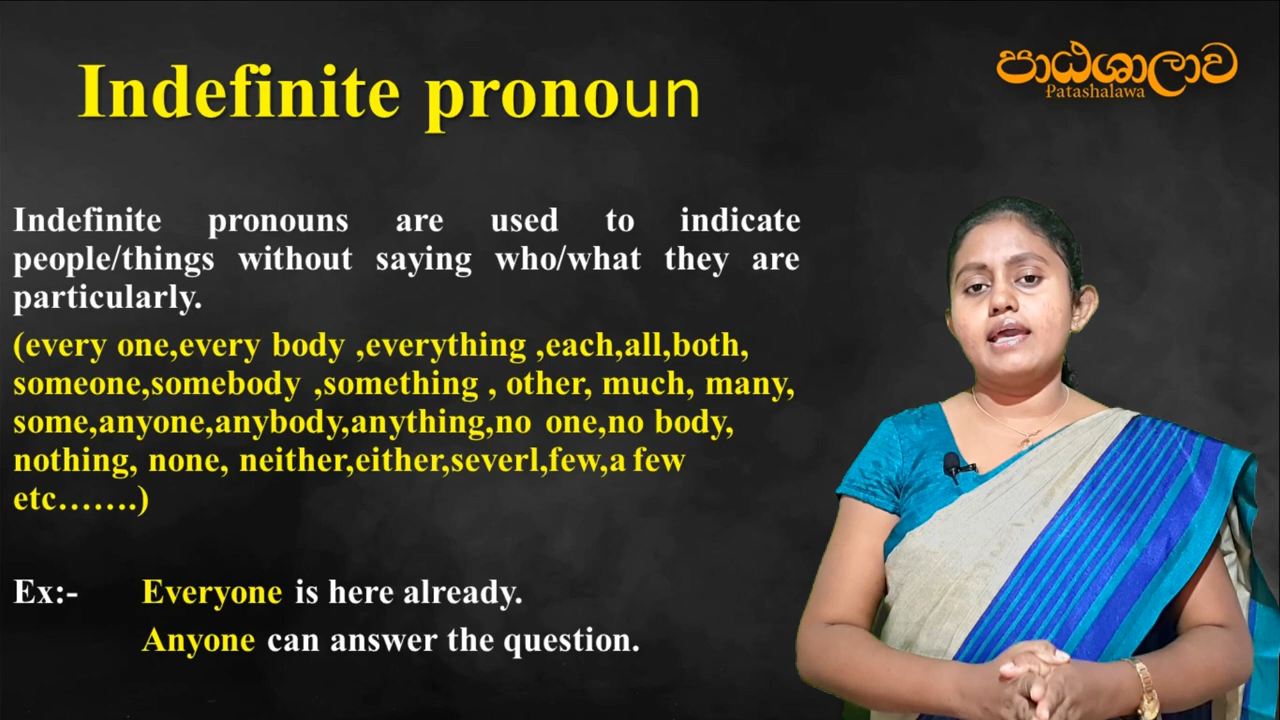 Indefinite pronoun
පාඨශාලාව
Patashalawa
Indefinite pronouns are used to indicate
people/things without saying who/what they are
particularly.
(every one,every body ,everything ,each,all,both,
someone,somebody ,something , other, much, many,
some,anyone,anybody,anything,no one,no body,
nothing, none, neither,either,severl,few,a few
etc…….)
Ex:- Everyone is here already.
Anyone can answer the question.